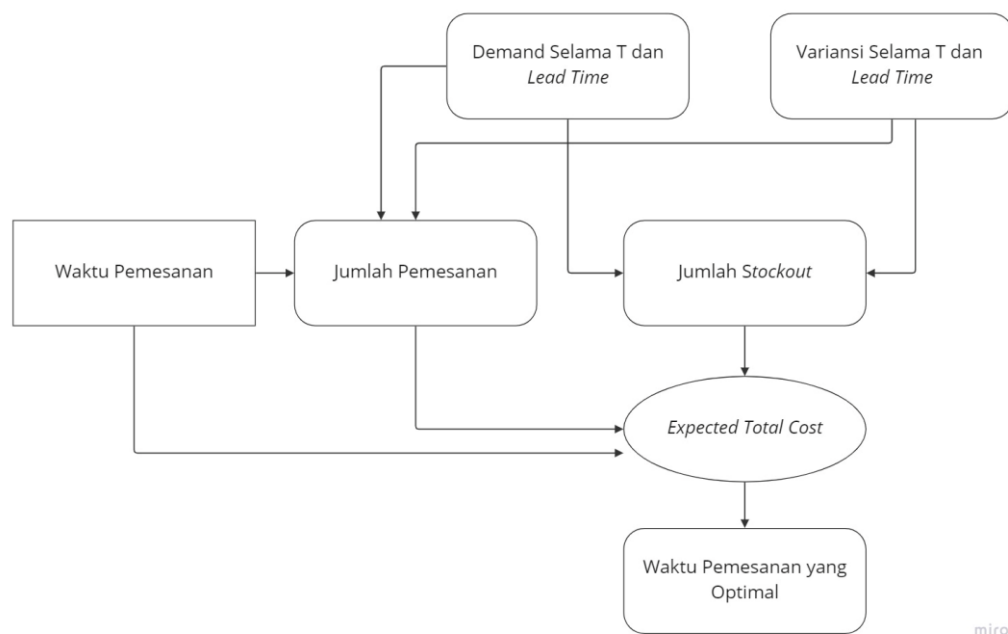 Demand Selama T dan
Lead Time
Variansi Selama T dan
Lead Time
Waktu Pemesanan
Jumlah Pemesanan
Jumlah Stockout
Expected Total Cost
Waktu Pemesanan yang
Optimal
miro